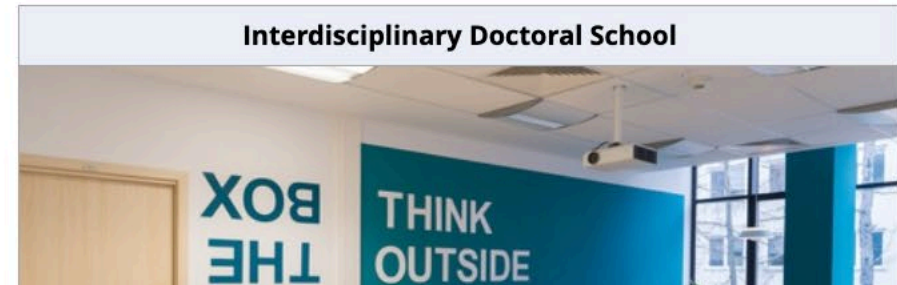 Interdisciplinary Doctoral School
THINK
OUTSIDE
THE
BOX